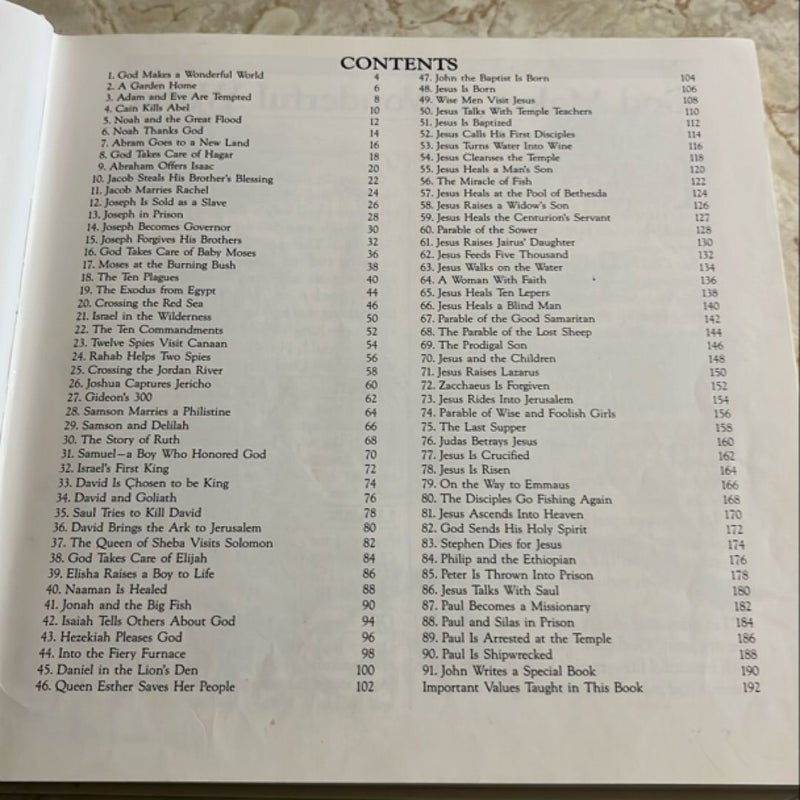 CONTENTS
1. God Makes a Wonderful World 4
2. A Garden Home 6
3. Adam and Eve Are Tempted 8
4. Cain Kills Abel 10
5. Noah and the Great Flood 12
6. Noah Thanks God 14
7. Abram Goes to a New Land 16
8. God Takes Care of Hagar 18
9. Abraham Offers Isaac 20
10. Jacob Steals His Brother's Blessing 22
11. Jacob Marries Rachel 24
12. Joseph Is Sold as a Slave 26
13. Joseph in Prison 28
14. Joseph Becomes Governor 30
15. Joseph Forgives His Brothers 32
16. God Takes Care of Baby Moses 36
17. Moses at the Burning Bush 38
18. The Ten Plagues 40
19. The Exodus from Egypt 44
20. Crossing the Red Sea 46
21. Israel in the Wilderness 50
22. The Ten Commandments 52
23. Twelve Spies Visit Canaan 54
24. Rahab Helps Two Spies 56
25. Crossing the Jordan River 58
26. Joshua Captures Jericho 60
27. Gideon's 300 62
28. Samson Marries a Philistine 64
29. Samson and Delilah 66
30. The Story of Ruth 68
31. Samuel—a Boy Who Honored God 70
32. Israel's First King 72
33. David Is Chosen to be King 74
34. David and Goliath 76
35. Saul Tries to Kill David 78
36. David Brings the Ark to Jerusalem 80
37. The Queen of Sheba Visits Solomon 82
38. God Takes Care of Elijah 84
39. Elisha Raises a Boy to Life 86
40. Naaman Is Healed 88
41. Jonah and the Big Fish 90
42. Isaiah Tells Others About God 94
43. Hezekiah Pleases God 96
44. Into the Fiery Furnace 98
45. Daniel in the Lion's Den 100
46. Queen Esther Saves Her People 102
47. John the Baptist Is Born 104
48. Jesus Is Born 106
49. Wise Men Visit Jesus 108
50. Jesus Talks With Temple Teachers 110
51. Jesus Is Baptized 112
52. Jesus Calls His First Disciples 114
53. Jesus Turns Water Into Wine 116
54. Jesus Cleanses the Temple 118
55. Jesus Heals a Man's Son 120
56. The Miracle of Fish 122
57. Jesus Heals at the Pool of Bethesda 124
58. Jesus Raises a Widow's Son 126
59. Jesus Heals the Centurion's Servant 127
60. Parable of the Sower 128
61. Jesus Raises Jairus' Daughter 130
62. Jesus Feeds Five Thousand 132
63. Jesus Walks on the Water 134
64. A Woman With Faith 136
65. Jesus Heals Ten Lepers 138
66. Jesus Heals a Blind Man 140
67. Parable of the Good Samaritan 142
68. The Parable of the Lost Sheep 144
69. The Prodigal Son 146
70. Jesus and the Children 148
71. Jesus Raises Lazarus 150
72. Zacchaeus Is Forgiven 152
73. Jesus Rides Into Jerusalem 154
74. Parable of Wise and Foolish Girls 156
75. The Last Supper 158
76. Judas Betrays Jesus 160
77. Jesus Is Crucified 162
78. Jesus Is Risen 164
79. On the Way to Emmaus 166
80. The Disciples Go Fishing Again 168
81. Jesus Ascends Into Heaven 170
82. God Sends His Holy Spirit 172
83. Stephen Dies for Jesus 174
84. Philip and the Ethiopian 176
85. Peter Is Thrown Into Prison 178
86. Jesus Talks With Saul 180
87. Paul Becomes a Missionary 182
88. Paul and Silas in Prison 184
89. Paul Is Arrested at the Temple 186
90. Paul Is Shipwrecked 188
91. John Writes a Special Book 190
Important Values Taught in This Book 192